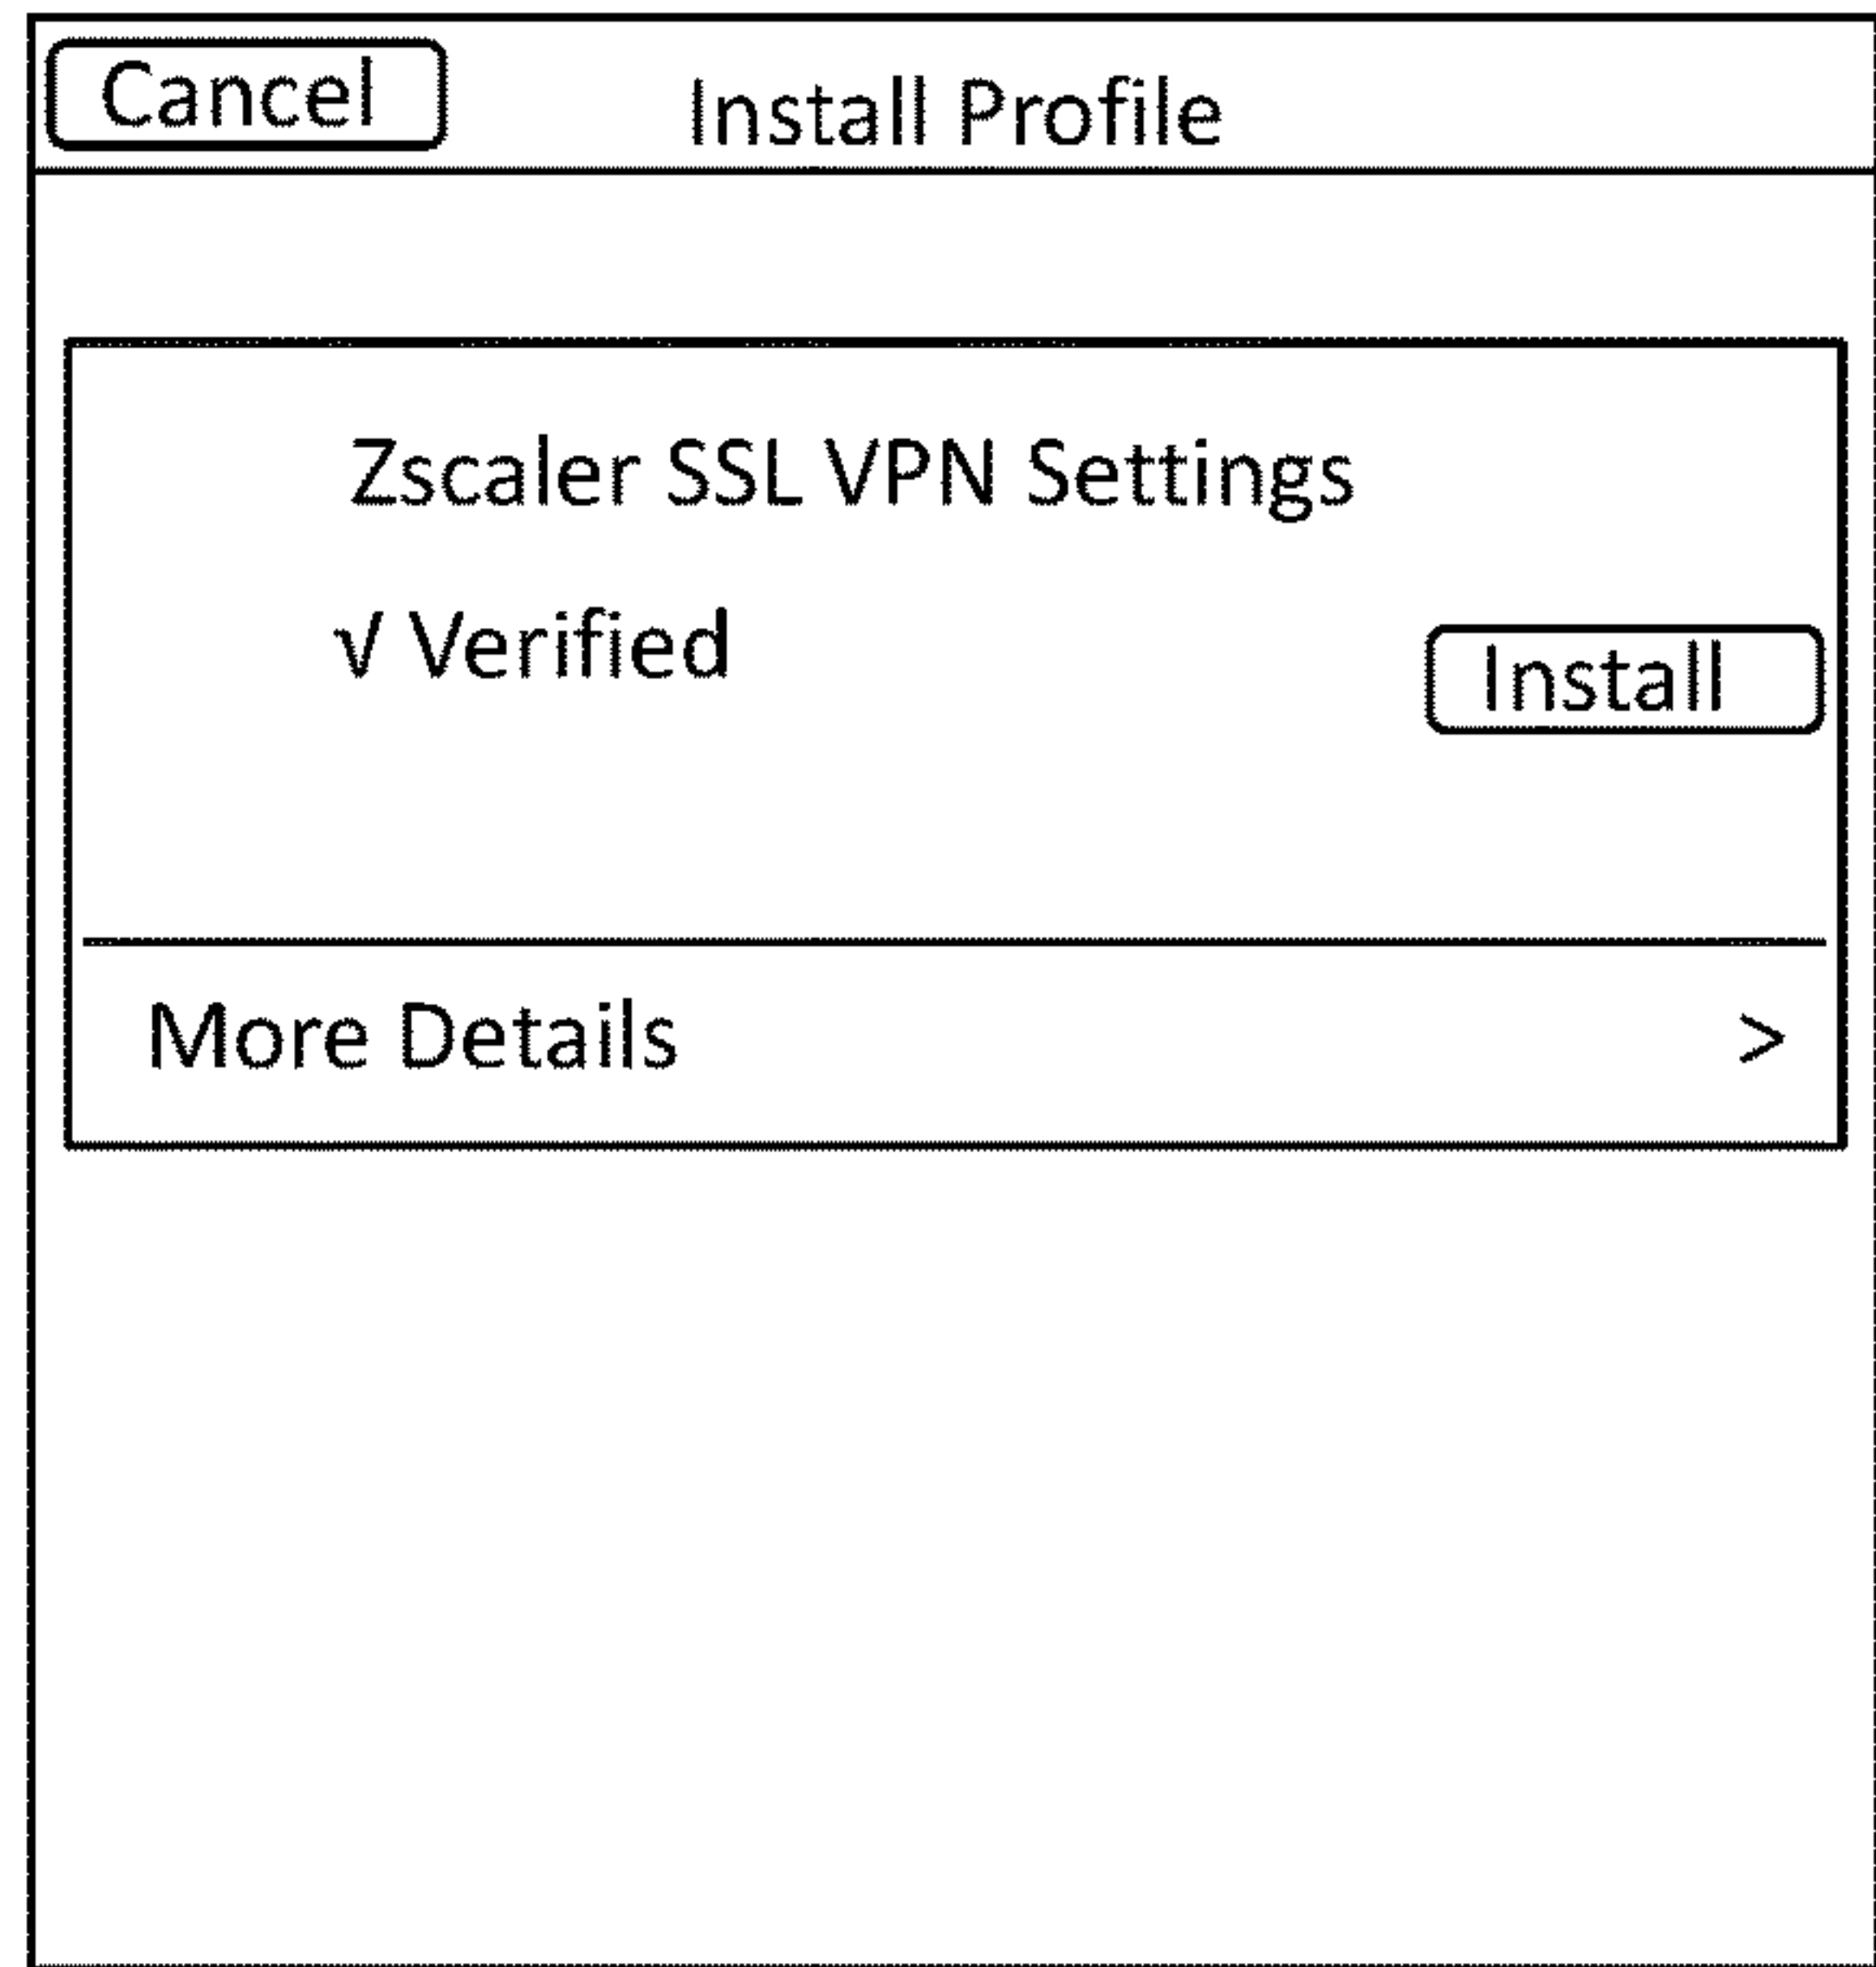 Cancel
Install Profile
Zscaler SSL VPN Settings
√ Verified
Install
More Details >